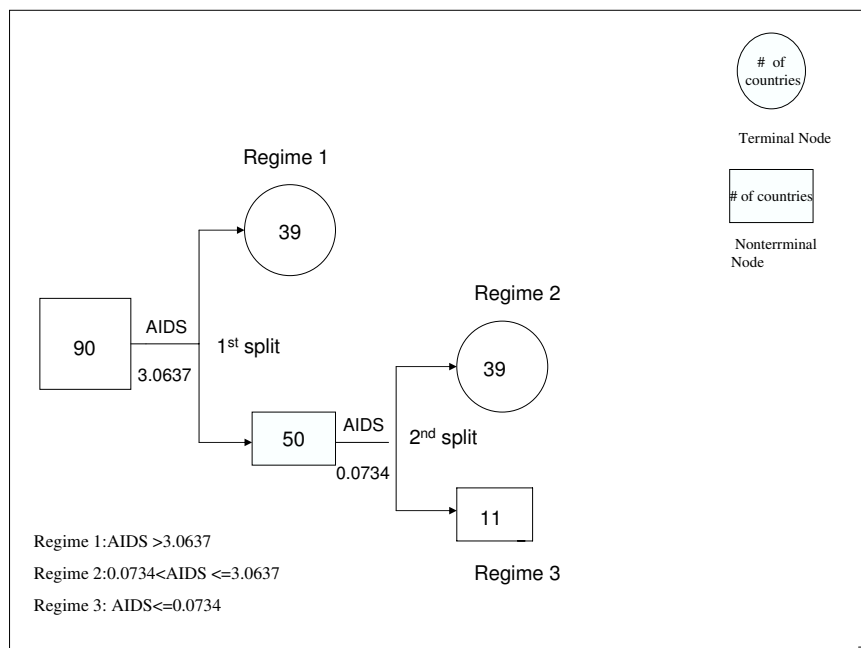 # of
countries
Terminal Node
# of countries
Nonterrminal
Node
Regime 1
39
90
AIDS
3.0637
1st split
50
AIDS
0.0734
2nd split
Regime 2
39
11
Regime 3
Regime 1:AIDS >3.0637
Regime 2:0.0734<AIDS <=3.0637
Regime 3: AIDS<=0.0734